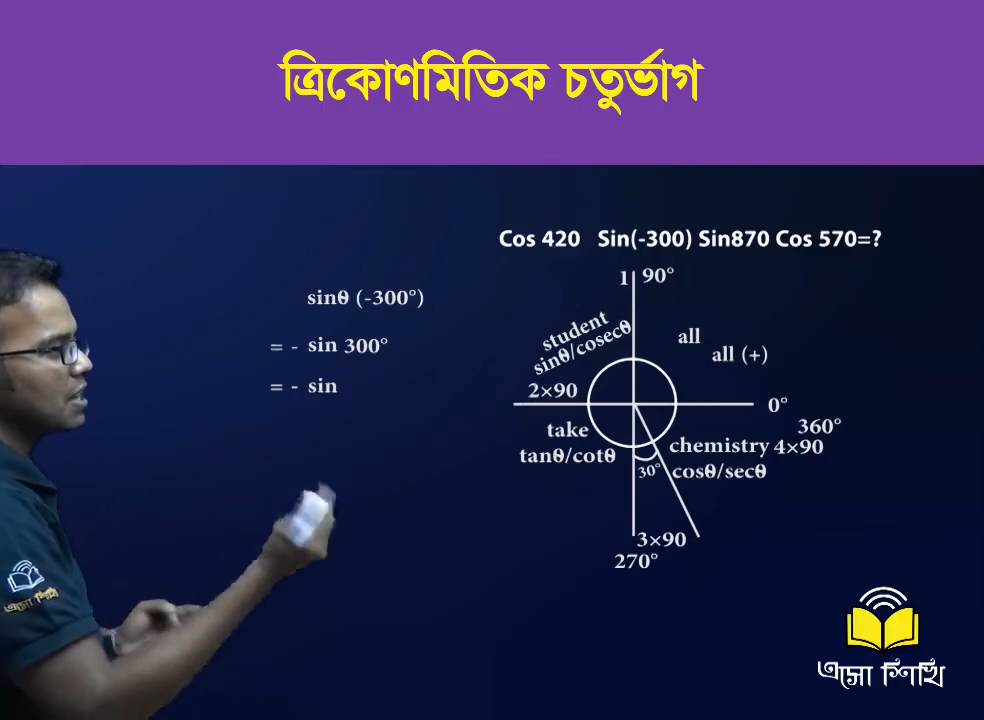 ত্রিকোণমিতিক চতুর্ভাগ
Cos 420 Sin(-300) Sin870 Cos 570=?
sinθ (-300°)
= - sin 300°
= - sin
1 90°
student
sinθ/cosecθ
all
all (+)
2×90
0°
360°
take
tanθ/cotθ
chemistry 4×90
cosθ/secθ
30°
3×90
270°
এসো শিখি
এসো শিখি